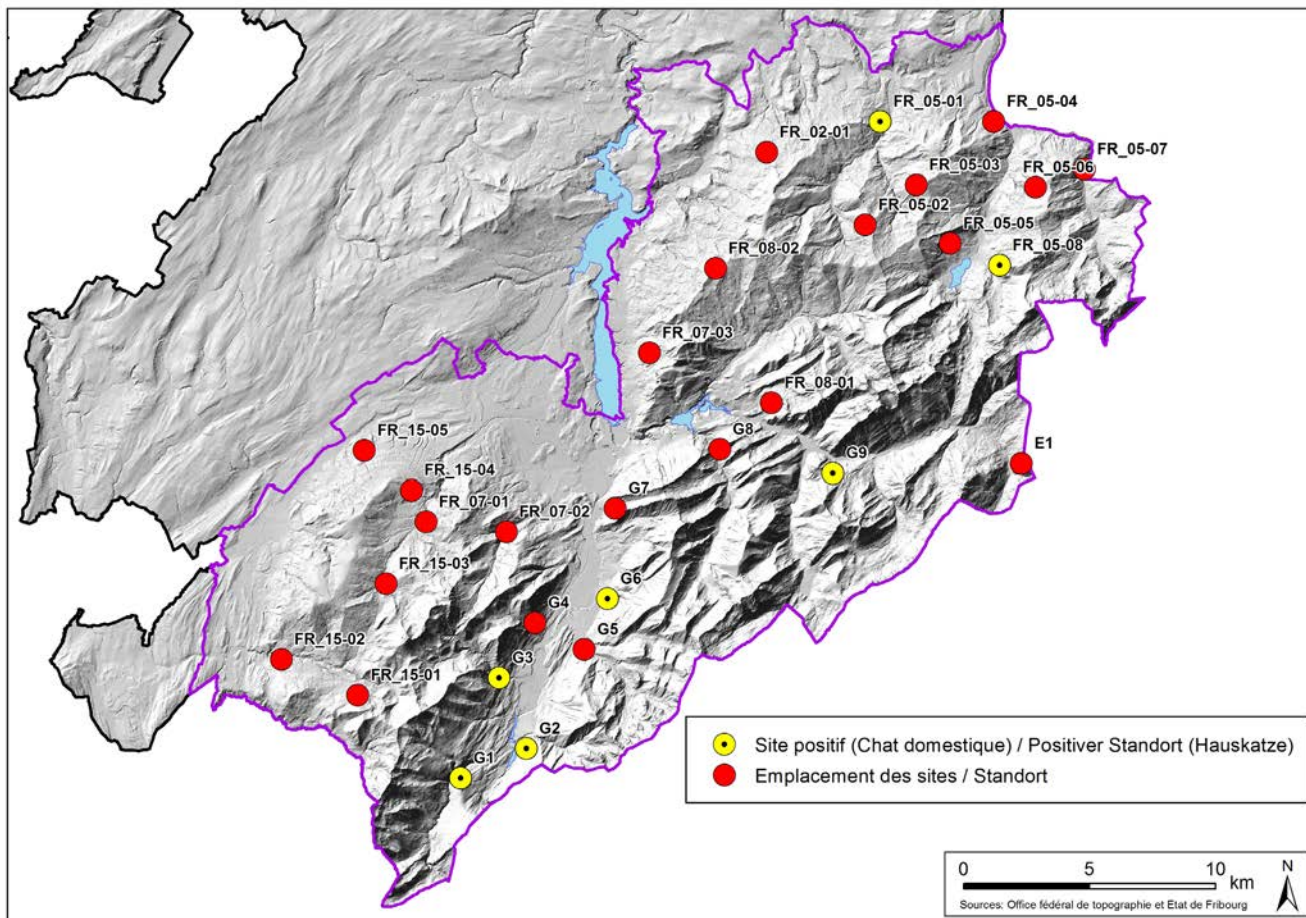 FR_05-01
FR_05-04
FR_02-01
FR_05-07
FR_05-03
FR_05-06
FR_05-02
FR_05-05
FR_05-08
FR_08-02
FR_07-03
FR_08-01
FR_15-05
G8
E1
FR_15-04
G9
FR_07-01
G7
FR_07-02
FR_15-03
G6
G4
FR_15-02
G5
G3
FR_15-01
G2
G1
Site positif (Chat domestique) / Positiver Standort (Hauskatze)
Emplacement des sites / Standort
0 5 10
km
N
Sources: Office fédéral de topographie et Etat de Fribourg